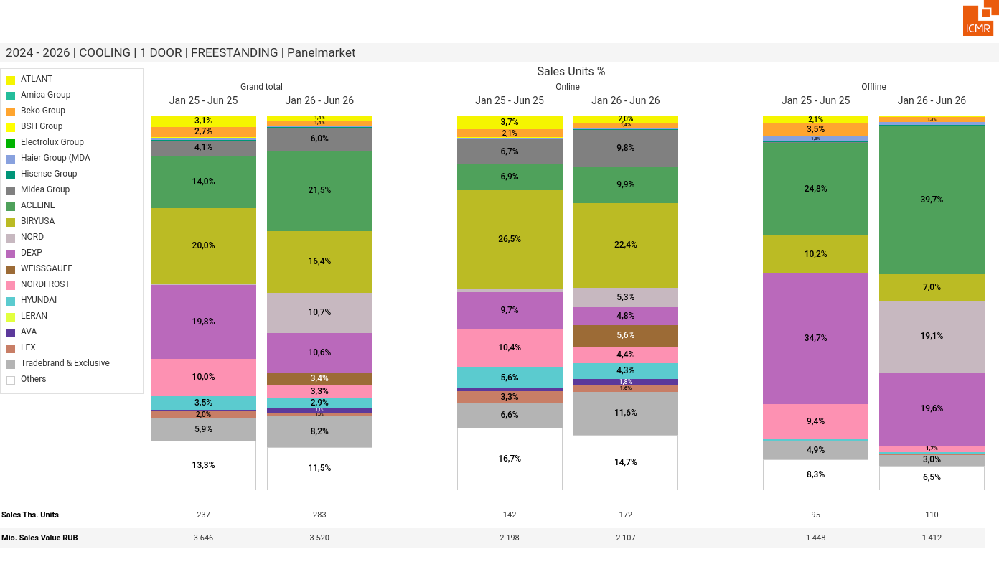 ICMR
2024 - 2026 | COOLING | 1 DOOR | FREESTANDING | Panelmarket
Sales Units %
Grand total
Online
Offline
Jan 25 - Jun 25
Jan 26 - Jun 26
Jan 25 - Jun 25
Jan 26 - Jun 26
Jan 25 - Jun 25
Jan 26 - Jun 26
ATLANT
Amica Group
Beko Group
BSH Group
Electrolux Group
Haier Group (MDA
Hisense Group
Midea Group
ACELINE
BIRYUSA
NORD
DEXP
WEISSGAUFF
NORDFROST
HYUNDAI
LERAN
AVA
LEX
Tradebrand & Exclusive
Others
3,1%
2,7%
4,1%
14,0%
20,0%
19,8%
10,0%
3,5%
2,0%
5,9%
13,3%
1,4%
1,4%
6,0%
21,5%
16,4%
10,7%
10,6%
3,4%
3,3%
2,9%
1,1%
1,0%
8,2%
11,5%
3,7%
2,1%
6,7%
6,9%
26,5%
9,7%
10,4%
5,6%
3,3%
6,6%
16,7%
2,0%
1,4%
9,8%
9,9%
22,4%
5,3%
4,8%
5,6%
4,4%
4,3%
1,8%
1,6%
11,6%
14,7%
2,1%
3,5%
1,3%
24,8%
10,2%
34,7%
9,4%
4,9%
8,3%
1,3%
39,7%
7,0%
19,1%
19,6%
1,7%
3,0%
6,5%
Sales Ths. Units 237 283 142 172 95 110
Mio. Sales Value RUB 3 646 3 520 2 198 2 107 1 448 1 412